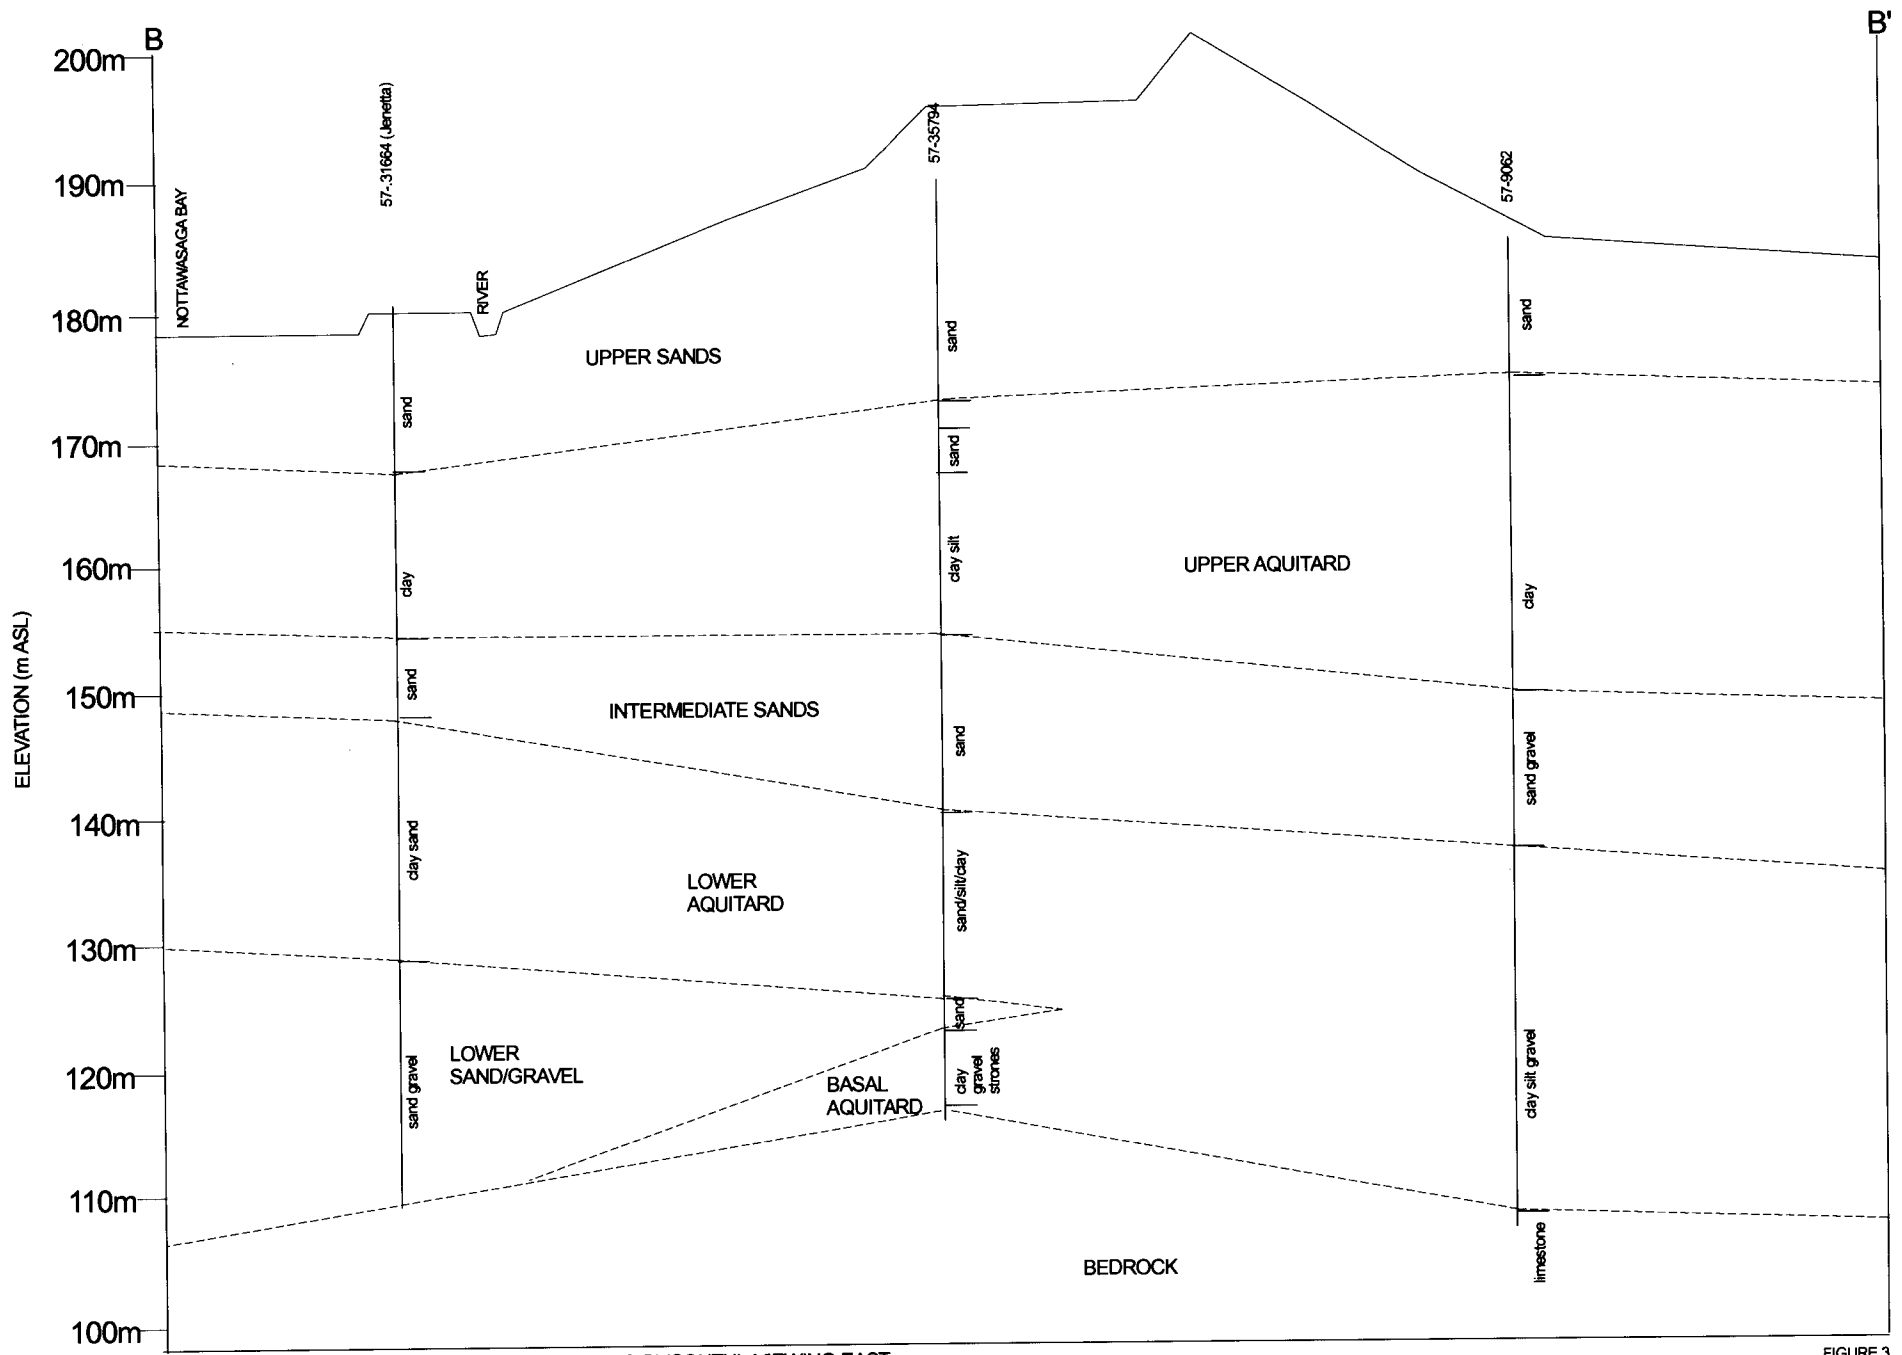 B
B'
200m
190m
180m
170m
160m
150m
140m
130m
120m
110m
100m
ELEVATION (m ASL)
NOTTAWASAGA BAY
57-.31664 (Jenetta)
RIVER
57-35794
57-9062
UPPER SANDS
UPPER AQUITARD
INTERMEDIATE SANDS
LOWER
AQUITARD
LOWER
SAND/GRAVEL
BASAL
AQUITARD
BEDROCK
sand
clay
sand
clay sand
sand gravel
sand
sand
clay silt
sand
sand/silt/clay
sand
clay
gravel
strones
sand
clay
sand gravel
clay silt gravel
limestone
FIGURE 3